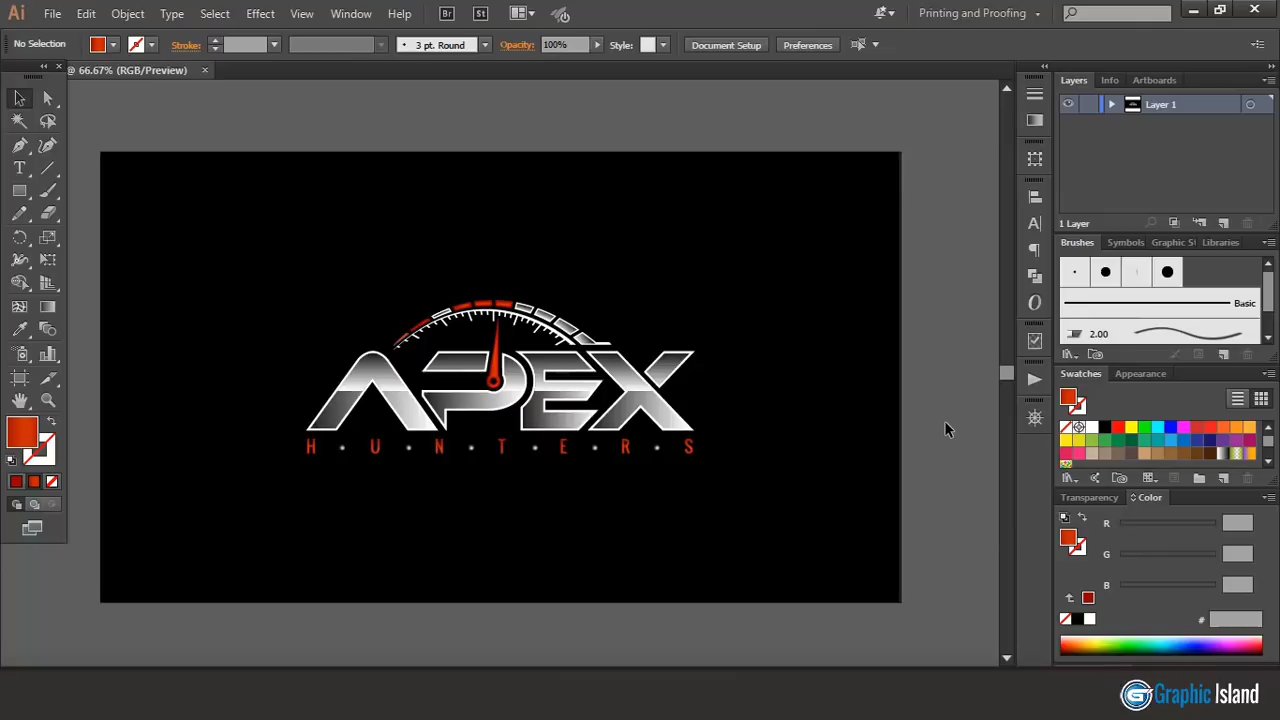 Ai File Edit Object Type Select Effect View Window Help Br St Printing and Proofing
No Selection Stroke: 3 pt. Round Opacity: 100% Style: Document Setup Preferences
@ 66.67% (RGB/Preview) ×
Layers Info Artboards
Layer 1
1 Layer
Brushes Symbols Graphic S Libraries
Basic
2.00
Swatches Appearance
Transparency Color
R
G
B
#
APEX
H • U • N • T • E • R • S
Graphic Island